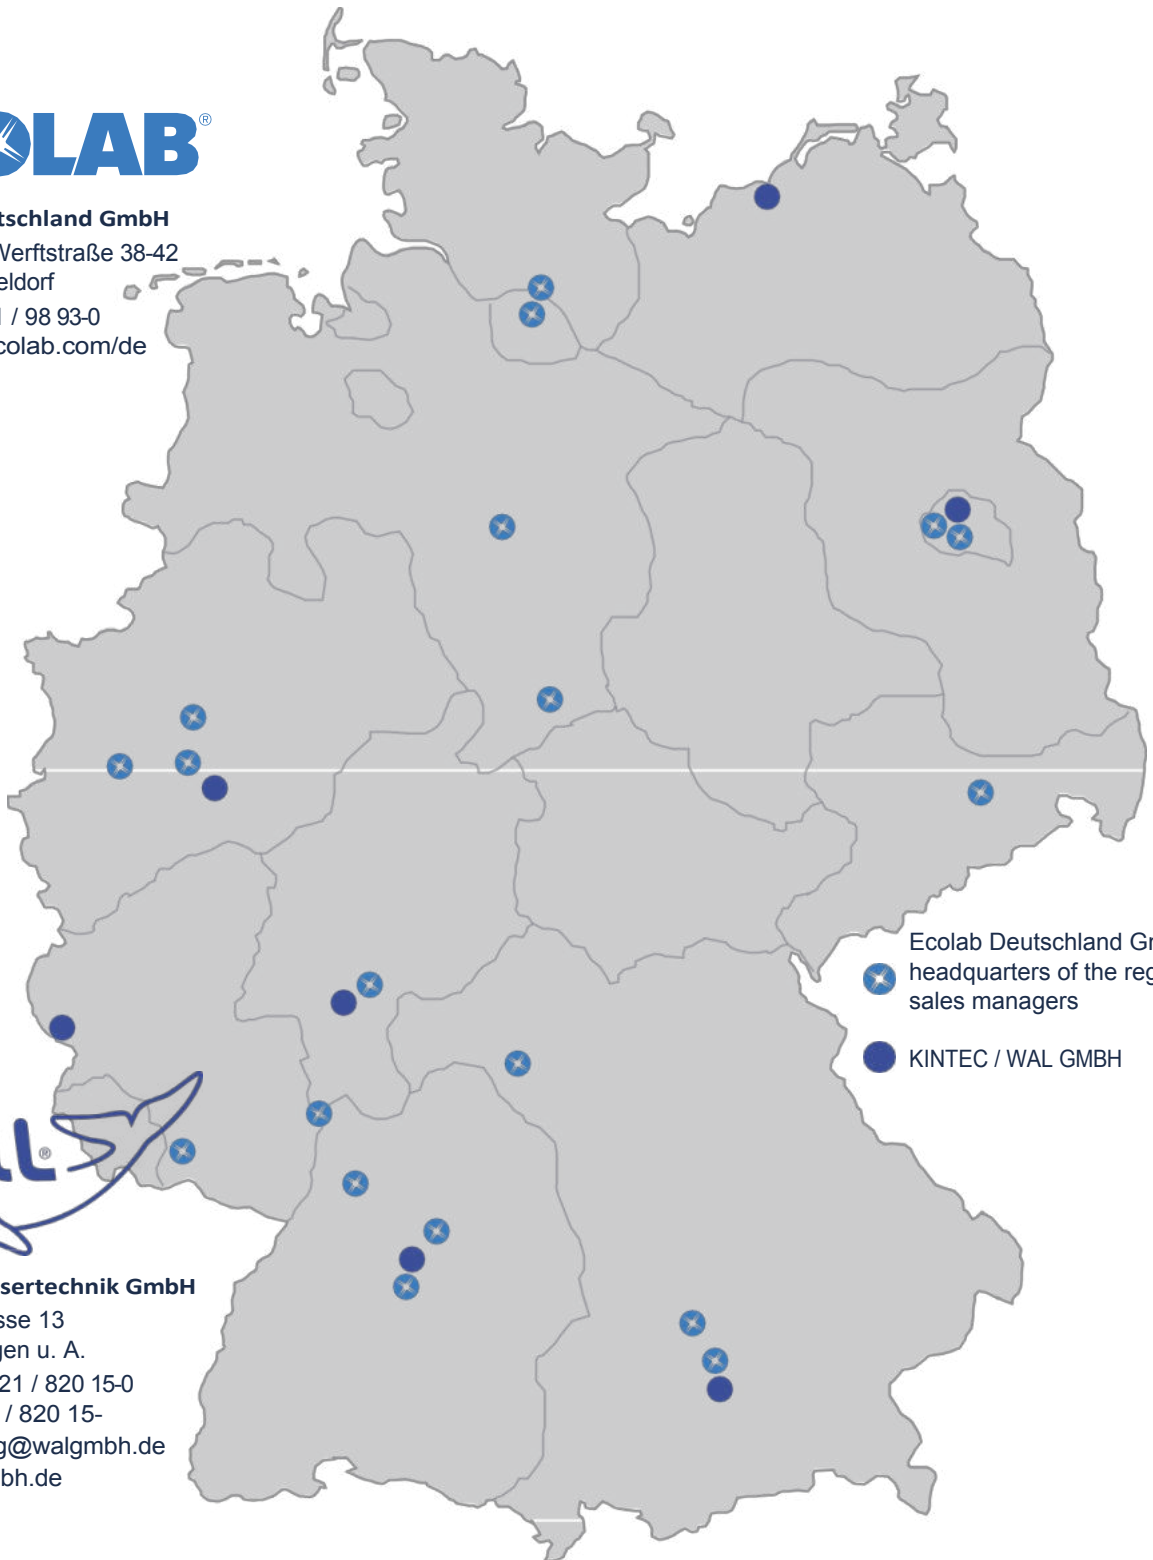 OLAB®
tschland GmbH
Werftstraße 38-42
eldorf
/ 98 93-0
colab.com/de
Ecolab Deutschland
headquarters of the reg
sales managers
KINTEC / WAL GMBH
®
sertechnik GmbH
sse 13
gen u. A.
21 / 820 15-0
/ 820 15-
g@walgmbh.de
bh.de